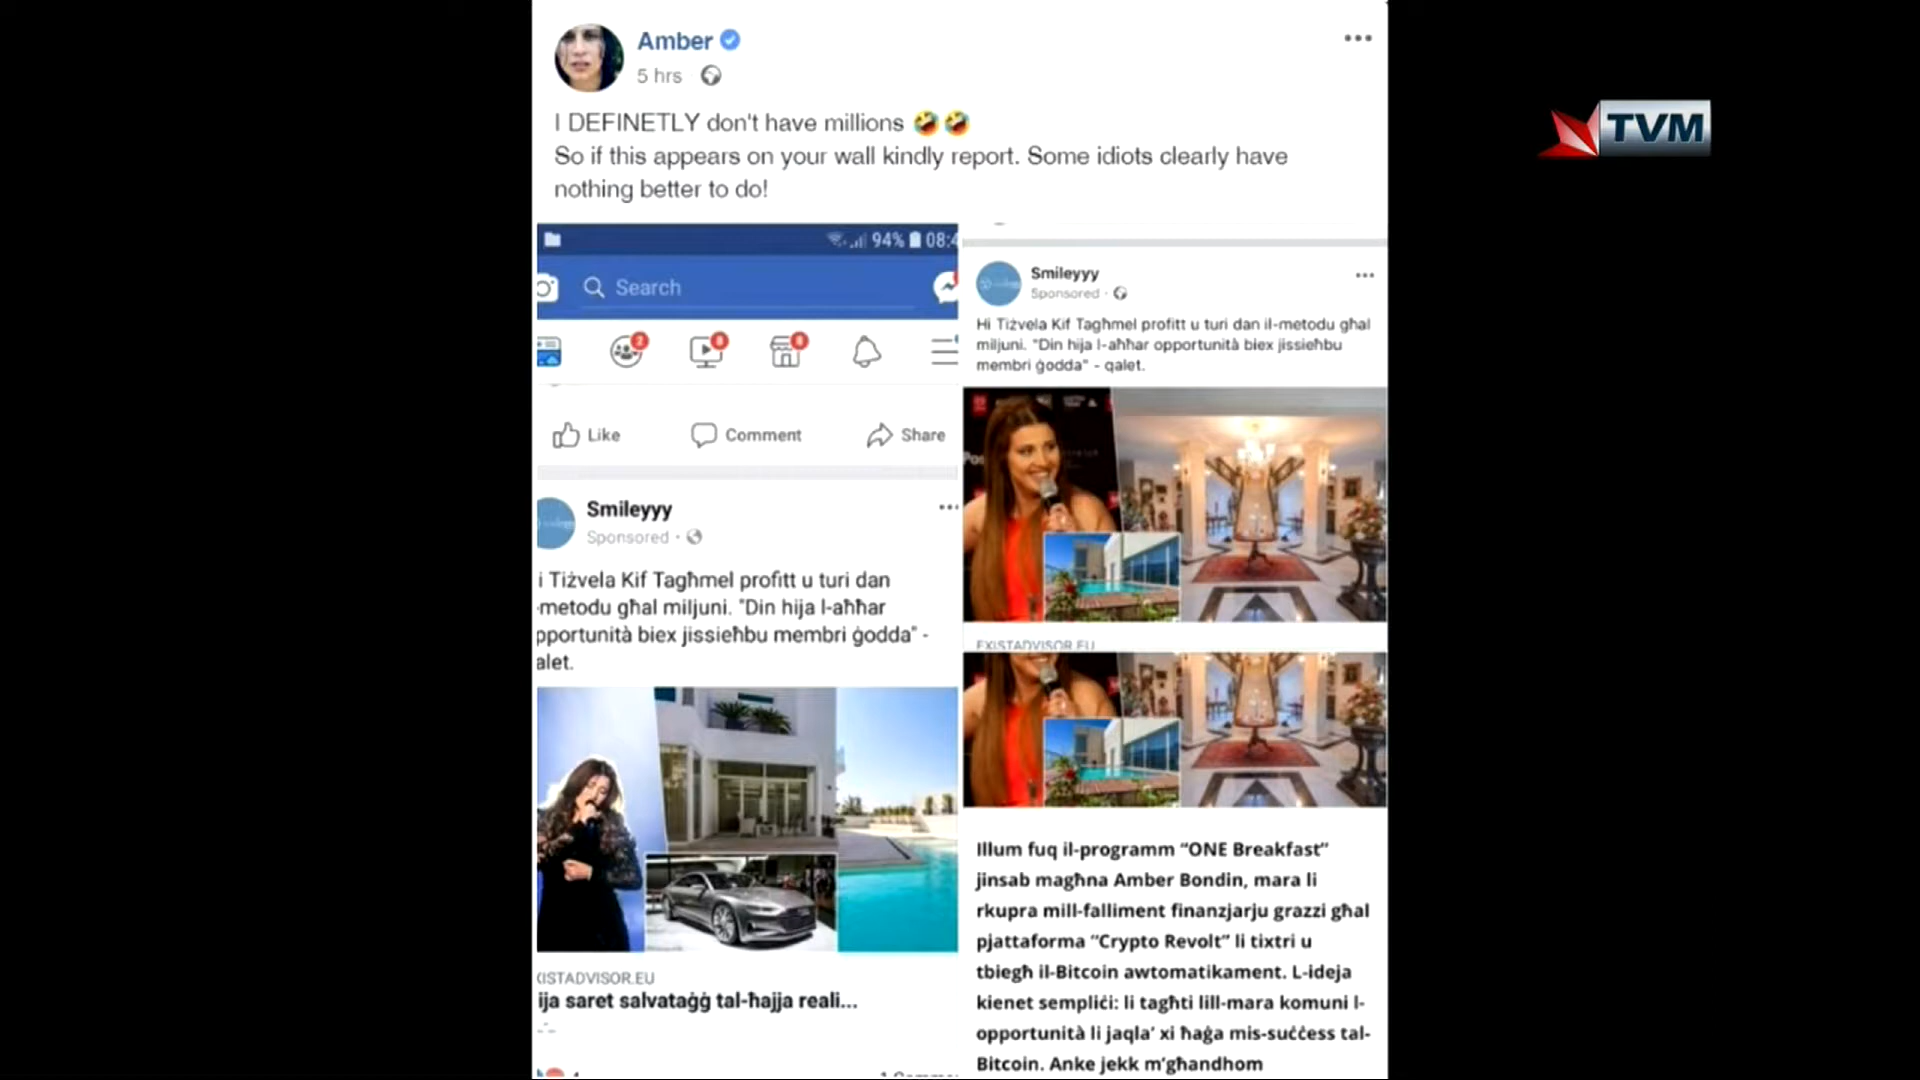 Amber
5 hrs
I DEFINETLY don't have millions
So if this appears on your wall kindly report. Some idiots clearly have
nothing better to do!
TVM
94% 08:4
Search
2
8
8
Like Comment Share
Smileyyy
Sponsored
i Tiżvela Kif Tagħmel profitt u turi dan
-metodu għal miljuni. "Din hija l-aħħar
pportunità biex jissieħbu membri ġodda" -
alet.
XISTADVISOR.EU
ija saret salvataġġ tal-ħajja reali...
Smileyyy
Sponsored
Hi Tiżvela Kif Tagħmel profitt u turi dan il-metodu għal
miljuni. "Din hija l-aħħar opportunità biex jissieħbu
membri ġodda" - qalet.
EXISTADVISOR.EU
Illum fuq il-programm “ONE Breakfast”
jinsab magħna Amber Bondin, mara li
rkupra mill-falliment finanzjarju grazzi għal
pjattaforma “Crypto Revolt” li tixtri u
tbiegħ il-Bitcoin awtomatikament. L-ideja
kienet sempliċi: li tagħti lill-mara komuni l-
opportunità li jaqla’ xi ħaġa mis-suċċess tal-
Bitcoin. Anke jekk m’għandhom